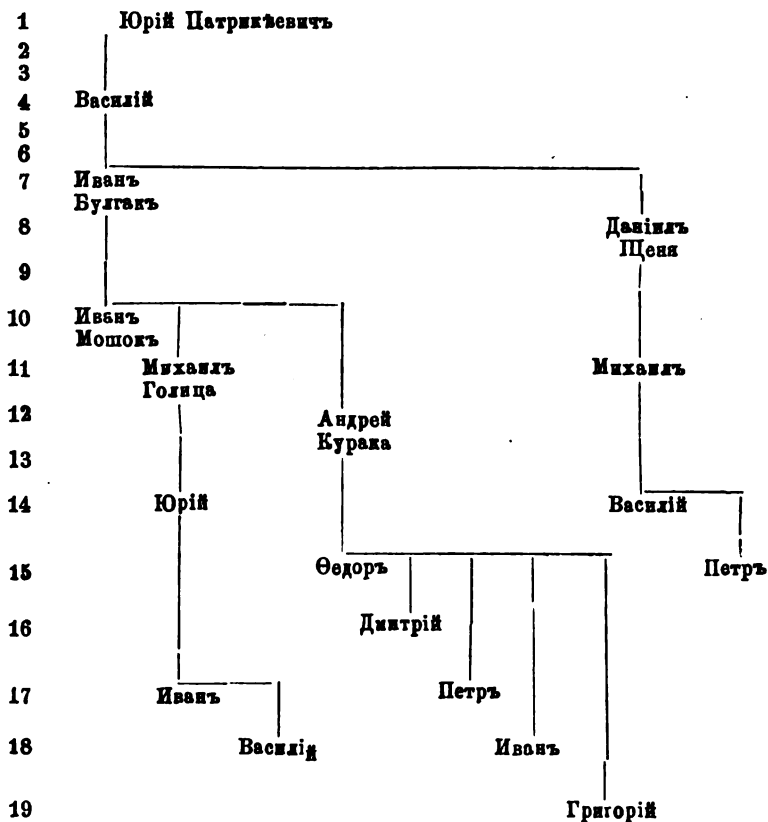 1 Юрій Патрикѣевичъ
2
3
4 Василій
5
6
7 Иванъ
Булгакъ
8 Даніилъ
Щеня
9
10 Иванъ
Мошокъ
11 Михаилъ Михаилъ
Голица
12 Андрей
Курака
13
14 Юрій Василій
15 Ѳедоръ Петръ
16 Дмитрій
17 Иванъ Петръ
18 Василій Иванъ
19 Григорій